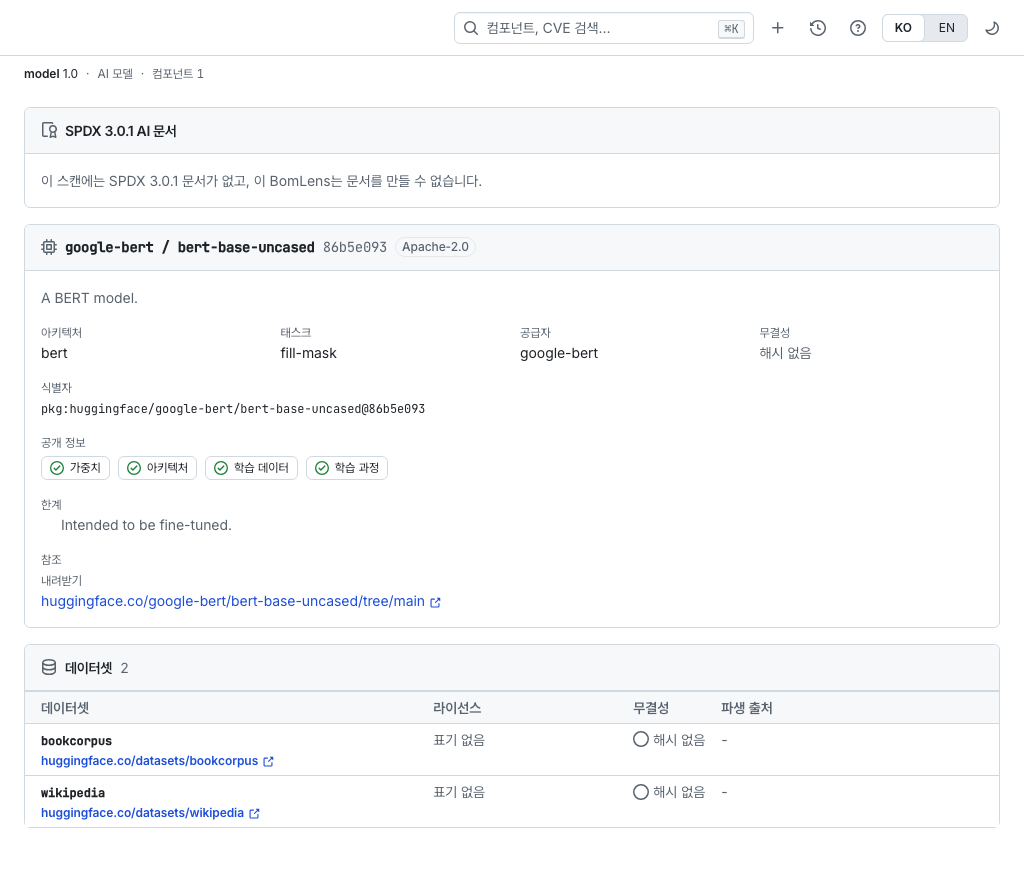 컴포넌트, CVE 검색... ⌘K KO EN
model 1.0 · AI 모델 · 컴포넌트 1
SPDX 3.0.1 AI 문서
이 스캔에는 SPDX 3.0.1 문서가 없고, 이 BomLens는 문서를 만들 수 없습니다.
google-bert / bert-base-uncased 86b5e093 Apache-2.0
A BERT model.
아키텍처 태스크 공급자 무결성
bert fill-mask google-bert 해시 없음
식별자
pkg:huggingface/google-bert/bert-base-uncased@86b5e093
공개 정보
가중치 아키텍처 학습 데이터 학습 과정
한계
Intended to be fine-tuned.
참조
내려받기
huggingface.co/google-bert/bert-base-uncased/tree/main
데이터셋 2
데이터셋 라이선스 무결성 파생 출처
bookcorpus 표기 없음 해시 없음 -
huggingface.co/datasets/bookcorpus
wikipedia 표기 없음 해시 없음 -
huggingface.co/datasets/wikipedia